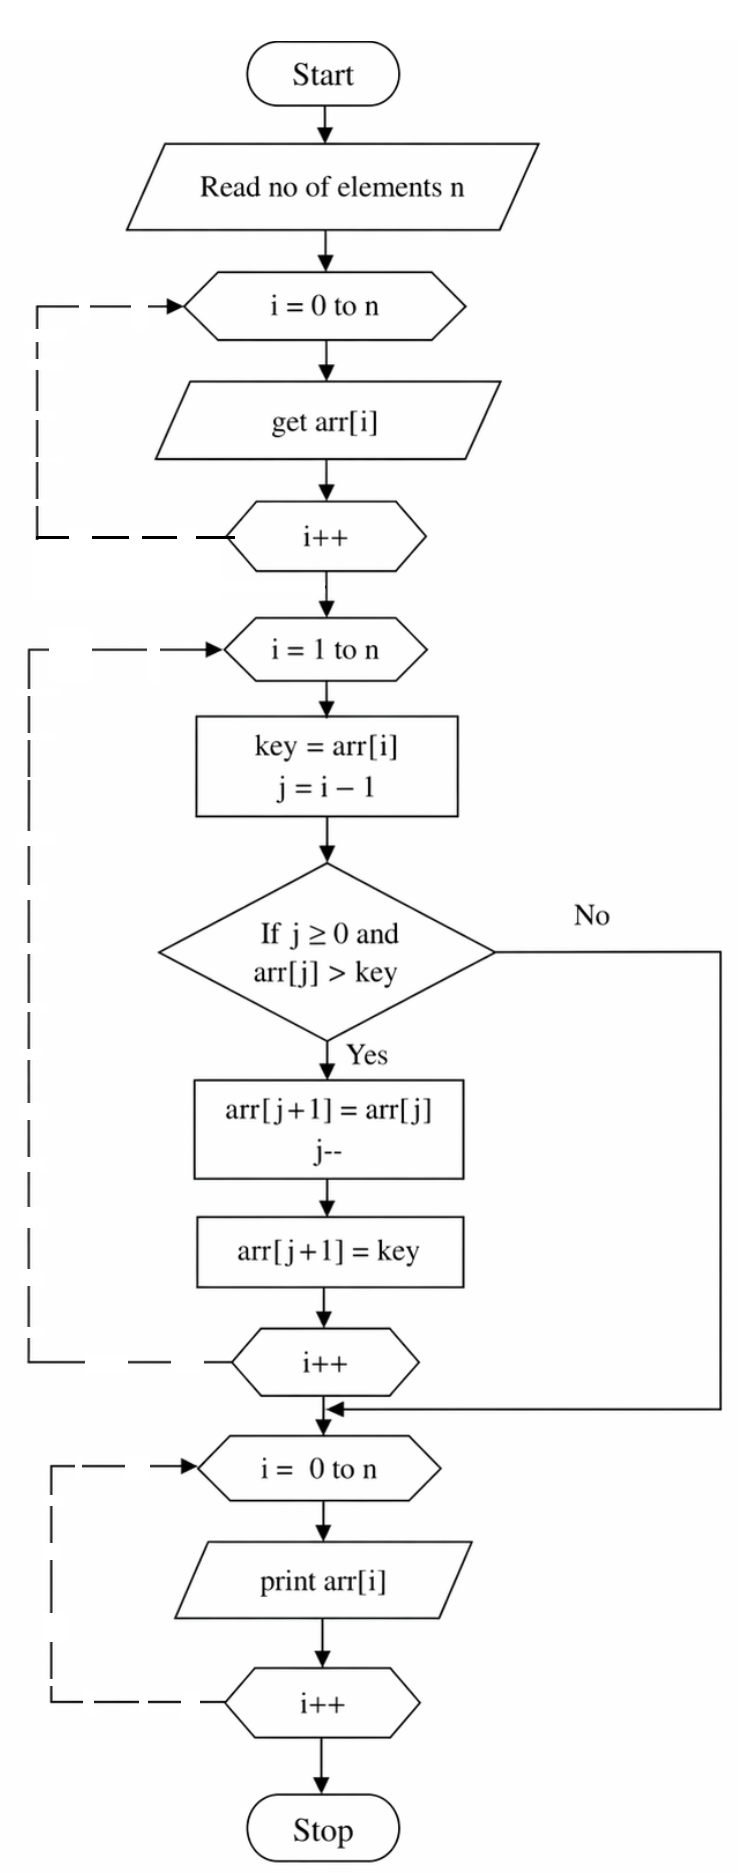 Start
Read no of elements n
i = 0 to n
get arr[i]
i++
i = 1 to n
key = arr[i]
j = i – 1
No
If j ≥ 0 and
arr[j] > key
Yes
arr[j+1] = arr[j]
j--
arr[j+1] = key
i++
i = 0 to n
print arr[i]
i++
Stop